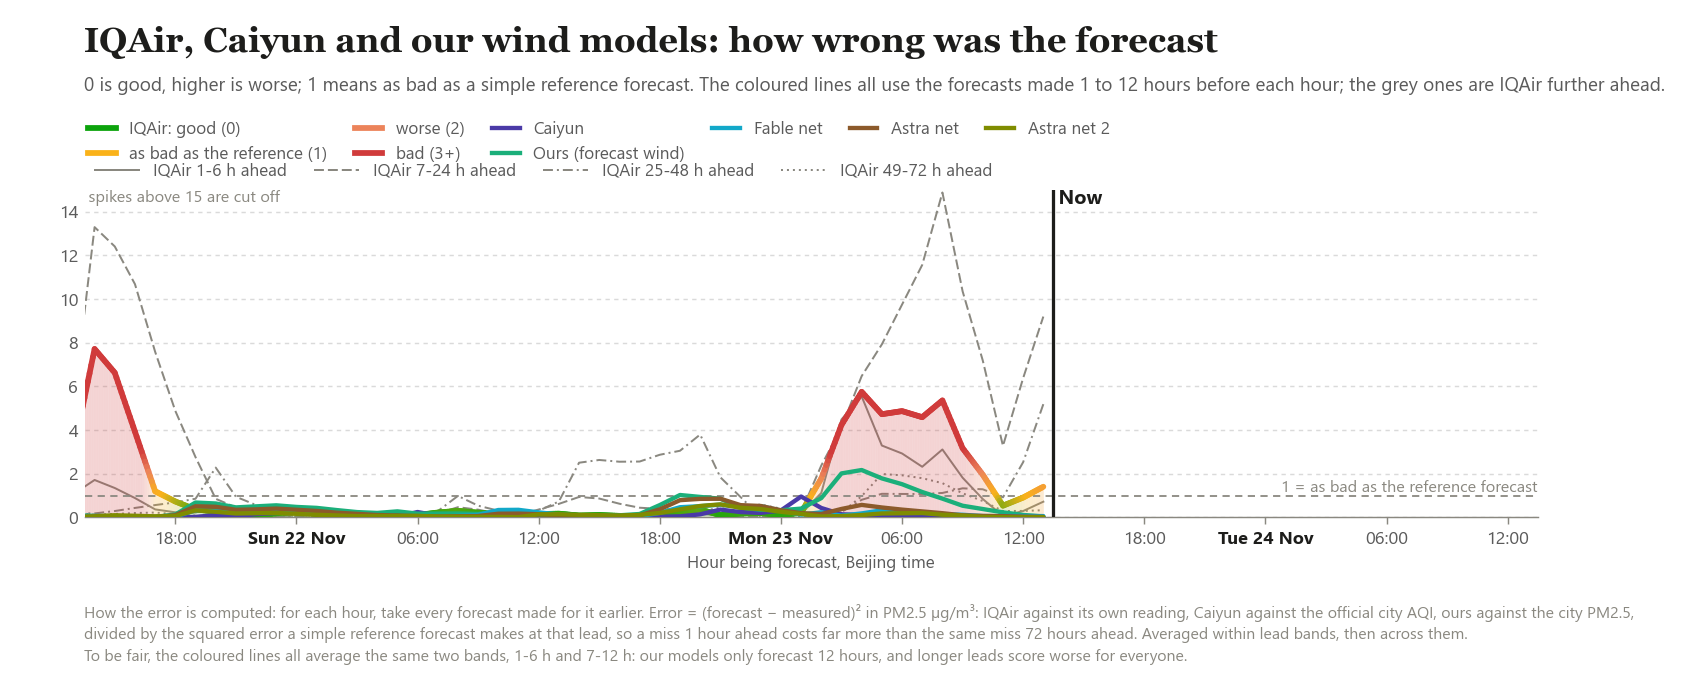 IQAir, Caiyun and our wind models: how wrong was the forecast
0 is good, higher is worse; 1 means as bad as a simple reference forecast. The coloured lines all use the forecasts made 1 to 12 hours before each hour; the grey ones are IQAir further ahead.
IQAir: good (0) worse (2) Caiyun Fable net Astra net Astra net 2
as bad as the reference (1) bad (3+) Ours (forecast wind)
IQAir 1-6 h ahead IQAir 7-24 h ahead IQAir 25-48 h ahead IQAir 49-72 h ahead
spikes above 15 are cut off
Now
14
12
10
8
6
4
2
1 = as bad as the reference forecast
0
18:00 Sun 22 Nov 06:00 12:00 18:00 Mon 23 Nov 06:00 12:00 18:00 Tue 24 Nov 06:00 12:00
Hour being forecast, Beijing time
How the error is computed: for each hour, take every forecast made for it earlier. Error = (forecast − measured)² in PM2.5 µg/m³: IQAir against its own reading, Caiyun against the official city AQI, ours against the city PM2.5,
divided by the squared error a simple reference forecast makes at that lead, so a miss 1 hour ahead costs far more than the same miss 72 hours ahead. Averaged within lead bands, then across them.
To be fair, the coloured lines all average the same two bands, 1-6 h and 7-12 h: our models only forecast 12 hours, and longer leads score worse for everyone.